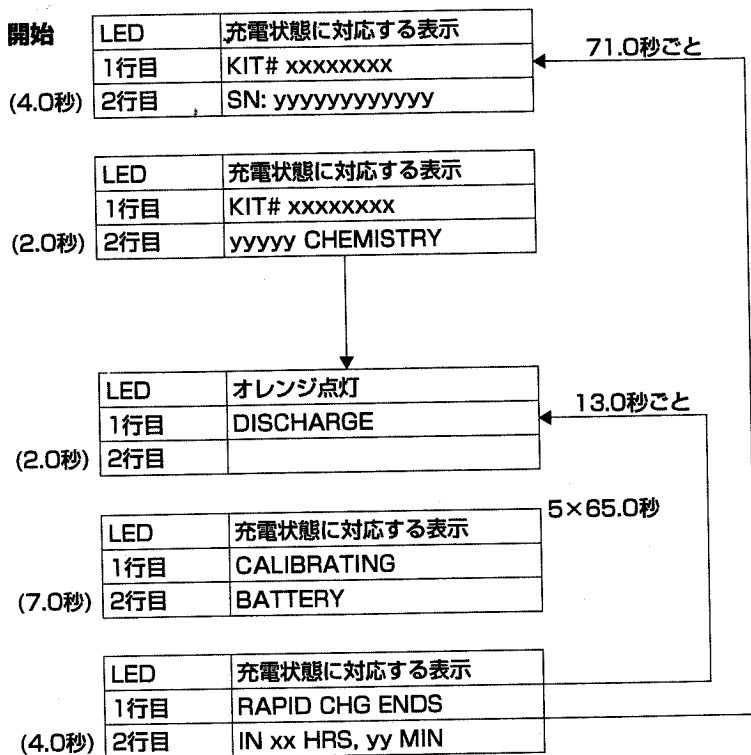 開始
LED 充電状態に対応する表示
1行目 KIT# xxxxxxxx
(4.0秒) 2行目 SN: yyyyyyyyyyyy
71.0秒ごと
LED 充電状態に対応する表示
1行目 KIT# xxxxxxxx
(2.0秒) 2行目 yyyyy CHEMISTRY
LED オレンジ点灯
1行目 DISCHARGE
(2.0秒) 2行目
13.0秒ごと
5×65.0秒
LED 充電状態に対応する表示
1行目 CALIBRATING
(7.0秒) 2行目 BATTERY
LED 充電状態に対応する表示
1行目 RAPID CHG ENDS
(4.0秒) 2行目 IN xx HRS, yy MIN